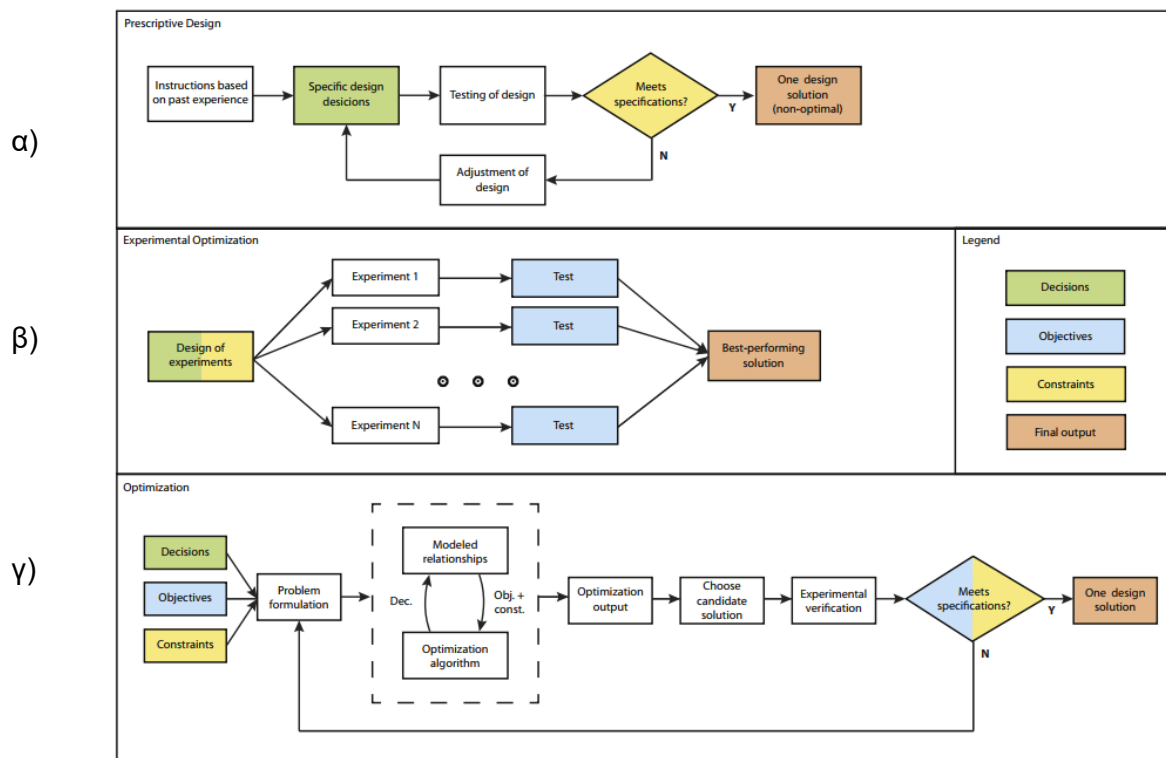 α)
Prescriptive Design
Instructions based
on past experience
Specific design
desicions
Testing of design
Meets
specifications?
Y
One design
solution
(non-optimal)
N
Adjustment of
design
β)
Experimental Optimization
Design of
experiments
Experiment 1
Test
Experiment 2
Test
Experiment N
Test
Best-performing
solution
Legend
Decisions
Objectives
Constraints
Final output
γ)
Optimization
Decisions
Objectives
Constraints
Problem
formulation
Modeled
relationships
Dec.
Obj. +
const.
Optimization
algorithm
Optimization
output
Choose
candidate
solution
Experimental
verification
Meets
specifications?
Y
N
One design
solution